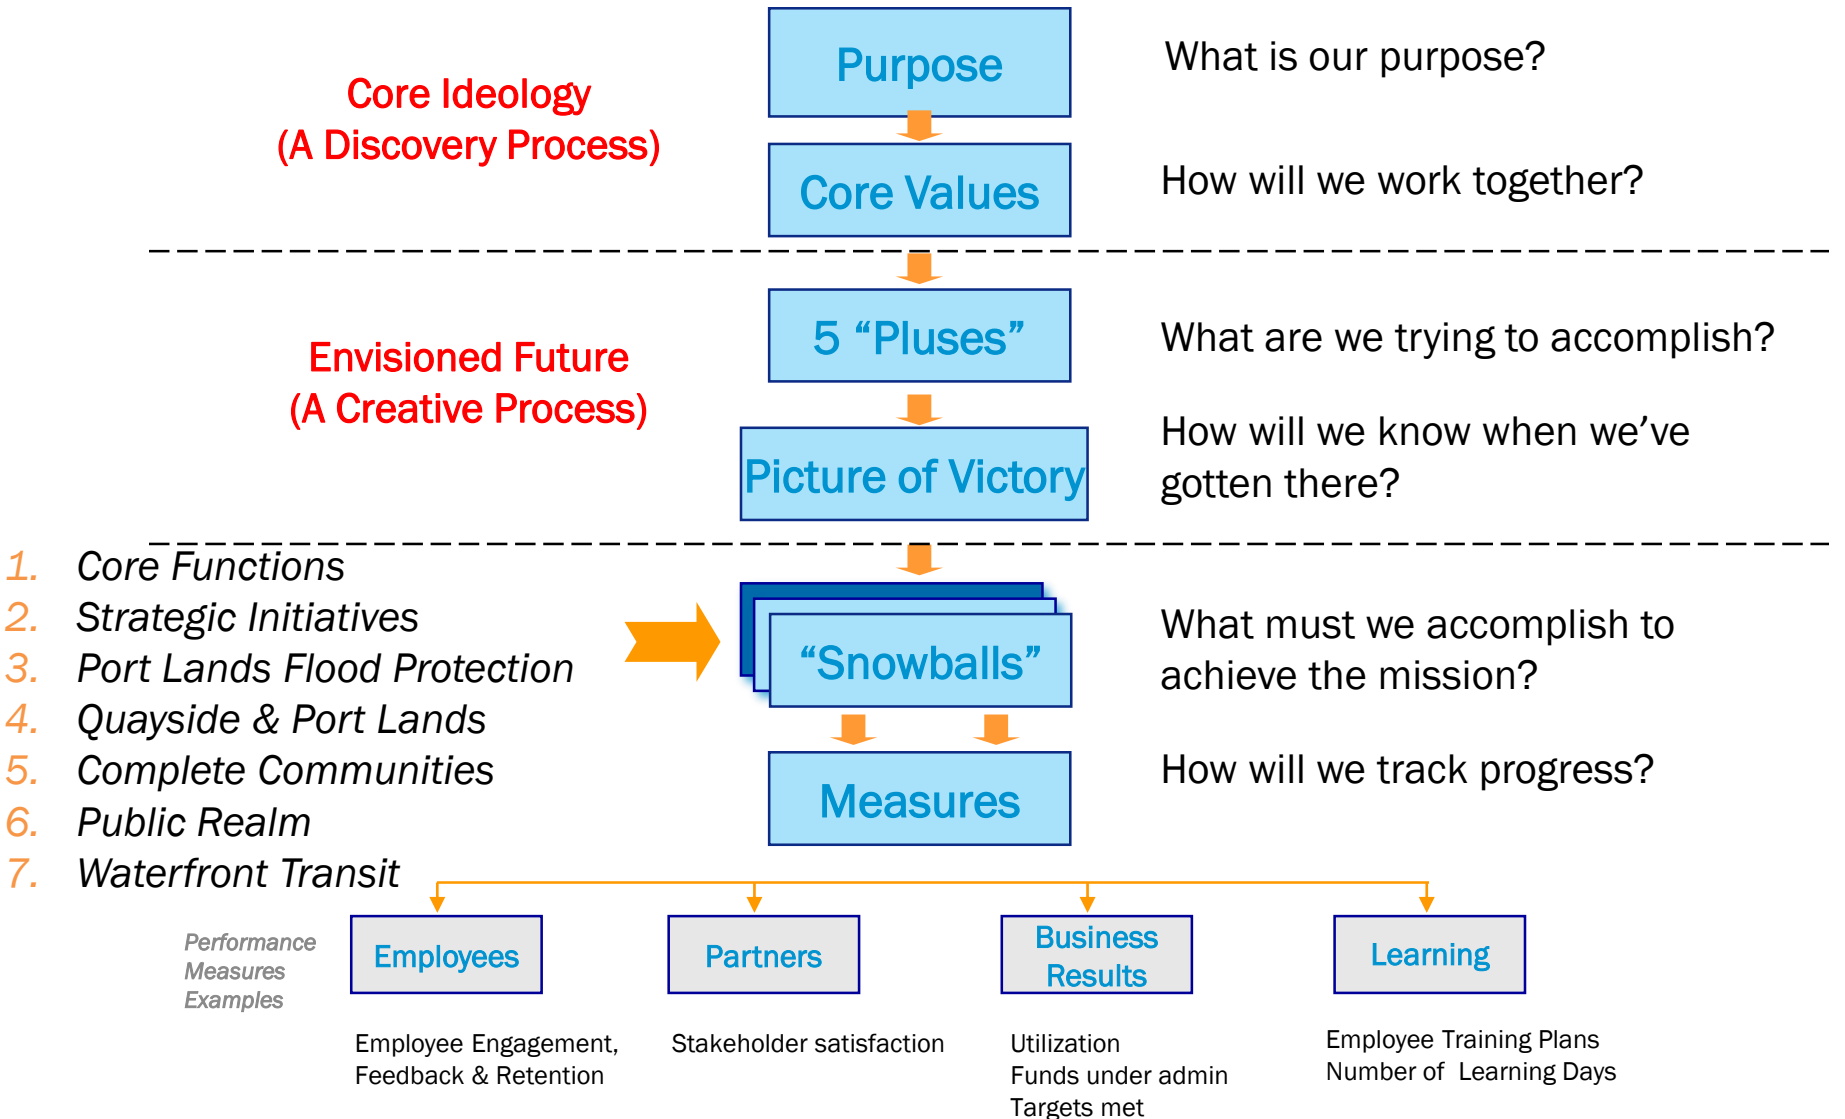 Purpose
What is our purpose?
Core Ideology
(A Discovery Process)
Core Values
How will we work together?
5 “Pluses”
What are we trying to accomplish?
Envisioned Future
(A Creative Process)
Picture of Victory
How will we know when we’ve
gotten there?
1. Core Functions
2. Strategic Initiatives
3. Port Lands Flood Protection
4. Quayside & Port Lands
5. Complete Communities
6. Public Realm
7. Waterfront Transit
“Snowballs”
What must we accomplish to
achieve the mission?
Measures
How will we track progress?
Performance
Measures
Examples
Employees
Partners
Business
Results
Learning
Employee Engagement,
Feedback & Retention
Stakeholder satisfaction
Utilization
Funds under admin
Targets met
Employee Training Plans
Number of  Learning Days